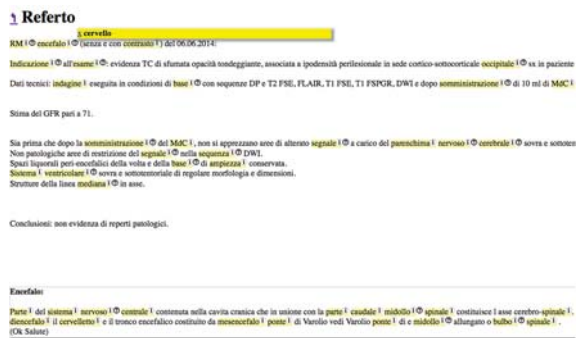 Referto
cervello
RM encefalo (senza e con contrasto) del 06.06.2014:
Indicazione all'esame: evidenza TC di sfumata opacità tondeggiante, associata a ipodensità perilesionale in sede cortico-sottocorticale occipitale sx in paziente
Dati tecnici: indagine eseguita in condizioni di base con sequenze DP e T2 FSE, FLAIR, T1 FSE, T1 FSPGR, DWI e dopo somministrazione di 10 ml di MdC
Stima del GFR pari a 71.
Sia prima che dopo la somministrazione del MdC, non si apprezzano aree di alterato segnale a carico del parenchima nervoso cerebrale sovra e sottoten
Non patologiche aree di restrizione del segnale nella sequenza DWI.
Spazi liquorali peri-encefalici della volta e della base di ampiezza conservata.
Sistema ventricolare sovra e sottotentoriale di regolare morfologia e dimensioni.
Strutture della linea mediana in asse.
Conclusioni: non evidenza di reperti patologici.
Encefalo:
Parte del sistema nervoso centrale contenuta nella cavita cranica che in unione con la parte caudale midollo spinale costituisce l asse cerebro-spinale.
diencefalo il cervelletto e il tronco encefalico costituito da mesencefalo ponte di Varolio vedi Varolio ponte di e midollo allungato o bulbo spinale.
(Ok Salute)